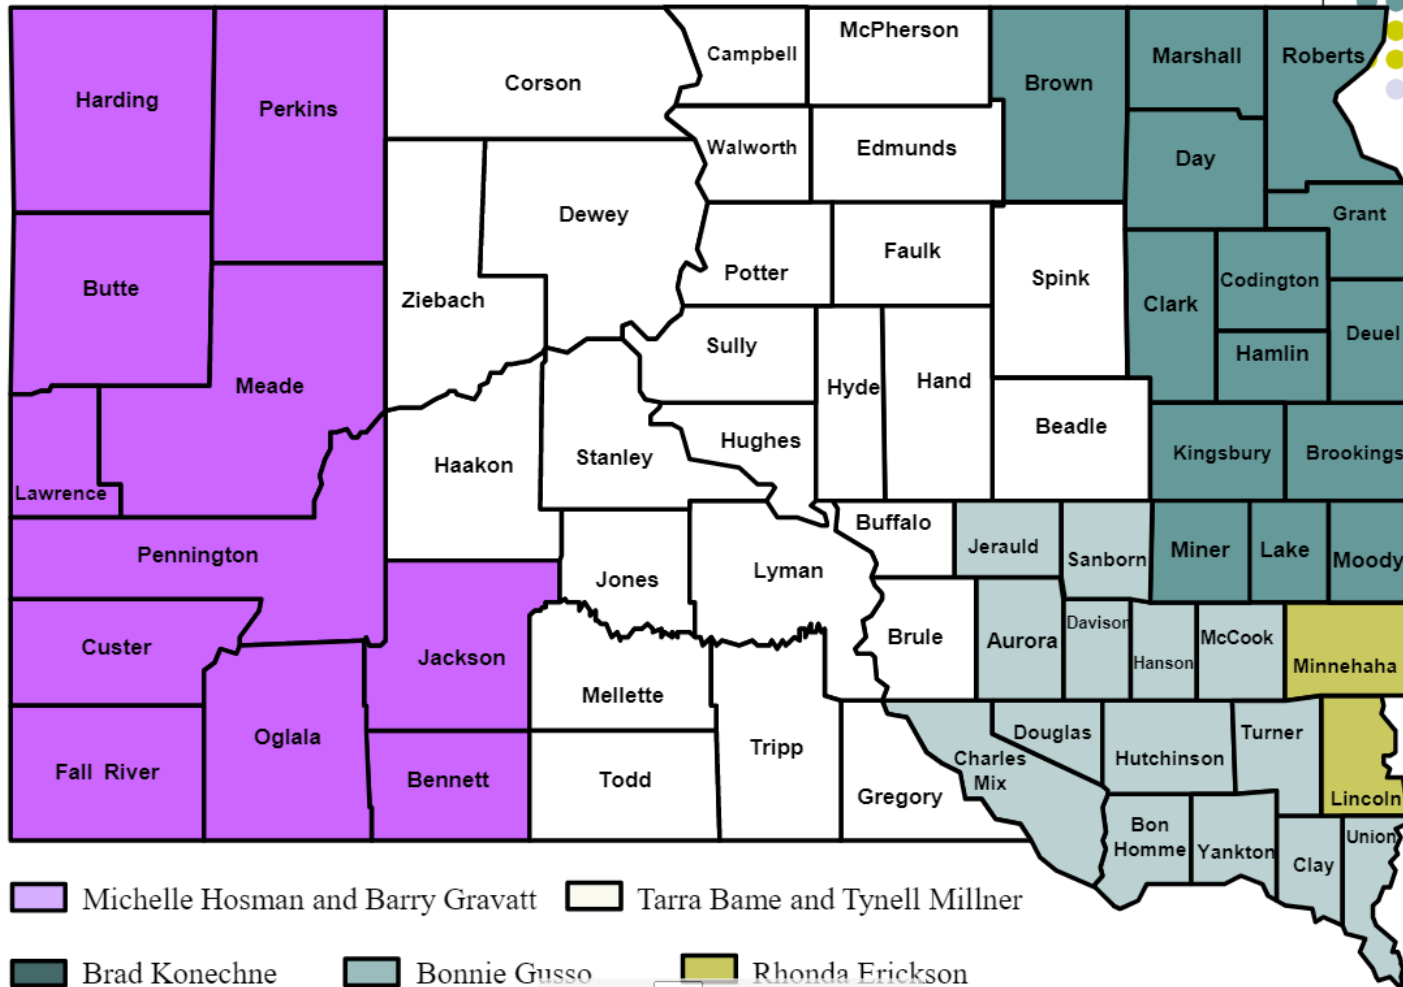 McPherson
Campbell
Marshall
Roberts
Corson
Brown
Harding
Perkins
Walworth
Edmunds
Day
Dewey
Grant
Faulk
Potter
Spink
Codington
Butte
Ziebach
Clark
Deuel
Sully
Hamlin
Meade
Hyde
Hand
Beadle
Hughes
Kingsbury
Brookings
Haakon
Stanley
Lawrence
Buffalo
Jerauld
Sanborn
Miner
Lake
Moody
Pennington
Lyman
Jones
Davison
Brule
Aurora
McCook
Custer
Jackson
Hanson
Minnehaha
Mellette
Oglala
Douglas
Turner
Tripp
Charles
Mix
Hutchinson
Fall River
Bennett
Todd
Gregory
Lincoln
Bon
Homme
Yankton
Clay
Union
Michelle Hosman and Barry Gravatt
Tarra Bame and Tynell Millner
Brad Konechne
Bonnie Gusso
Rhonda Erickson